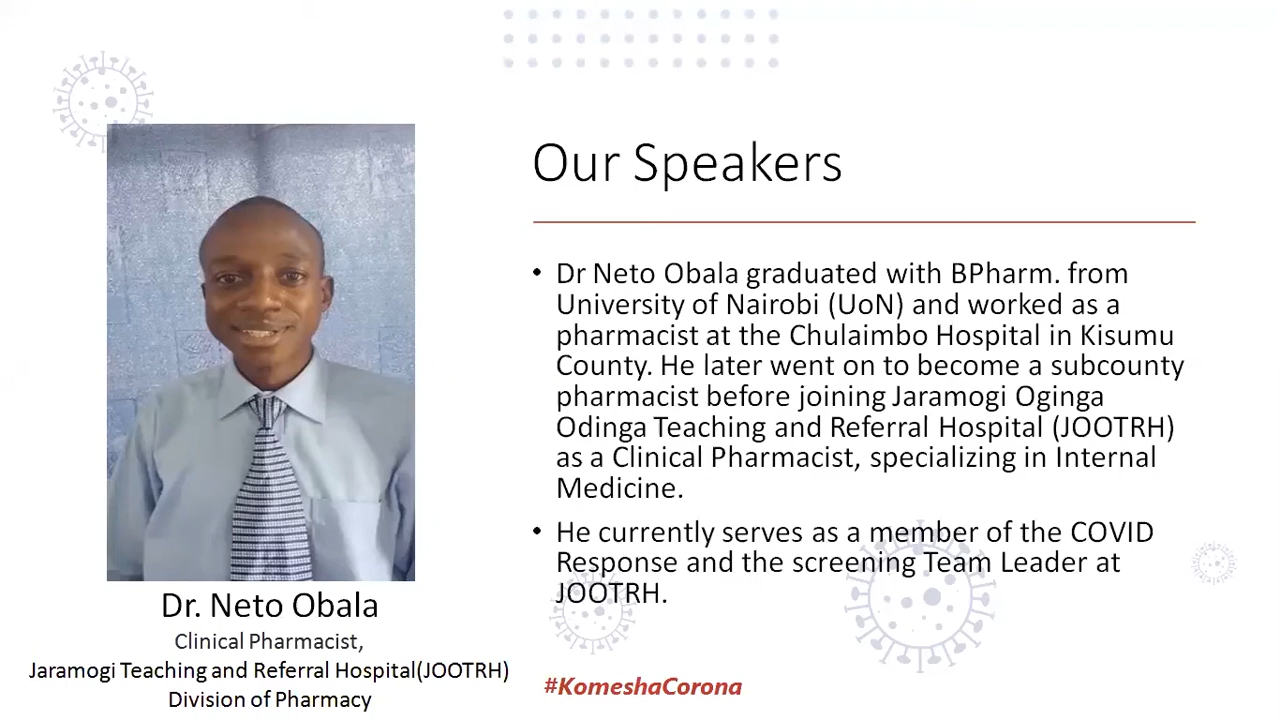 Our Speakers
• Dr Neto Obala graduated with BPharm. from
University of Nairobi (UoN) and worked as a
pharmacist at the Chulaimbo Hospital in Kisumu
County. He later went on to become a subcounty
pharmacist before joining Jaramogi Oginga
Odinga Teaching and Referral Hospital (JOOTRH)
as a Clinical Pharmacist, specializing in Internal
Medicine.
• He currently serves as a member of the COVID
Response and the screening Team Leader at
JOOTRH.
Dr. Neto Obala
Clinical Pharmacist,
Jaramogi Teaching and Referral Hospital(JOOTRH)
Division of Pharmacy
#KomeshaCorona